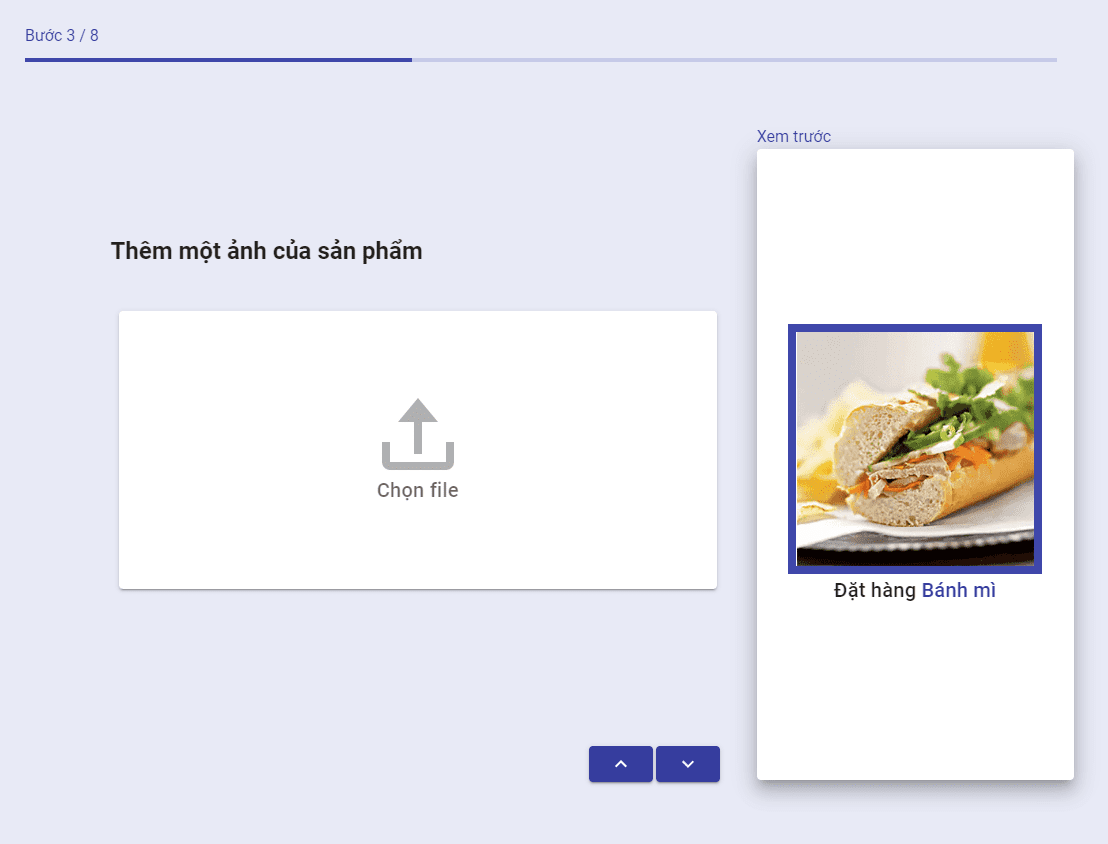 Bước 3 / 8
Xem trước
Thêm một ảnh của sản phẩm
Chọn file
Đặt hàng Bánh mì